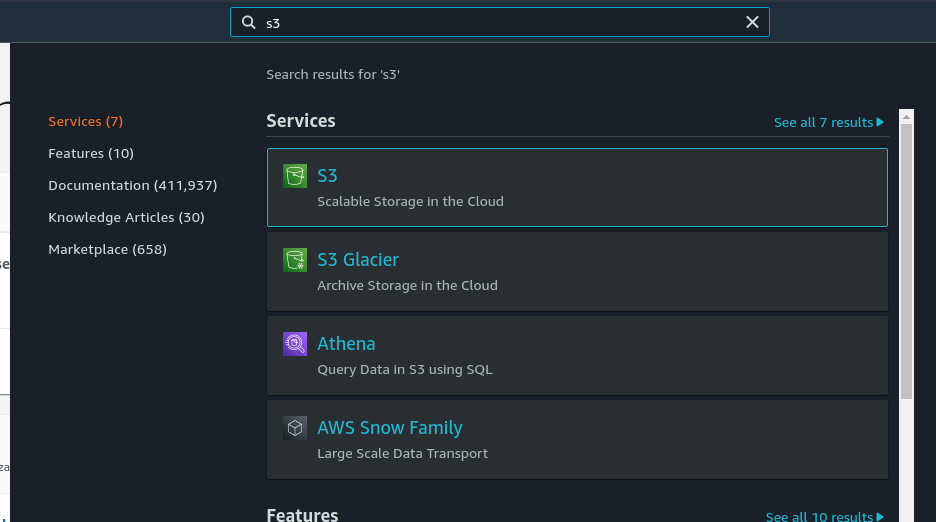 s3
Search results for 's3'
Services (7)
Features (10)
Documentation (411,937)
Knowledge Articles (30)
Marketplace (658)
Services
See all 7 results
S3
Scalable Storage in the Cloud
S3 Glacier
Archive Storage in the Cloud
Athena
Query Data in S3 using SQL
AWS Snow Family
Large Scale Data Transport
Features
See all 10 results